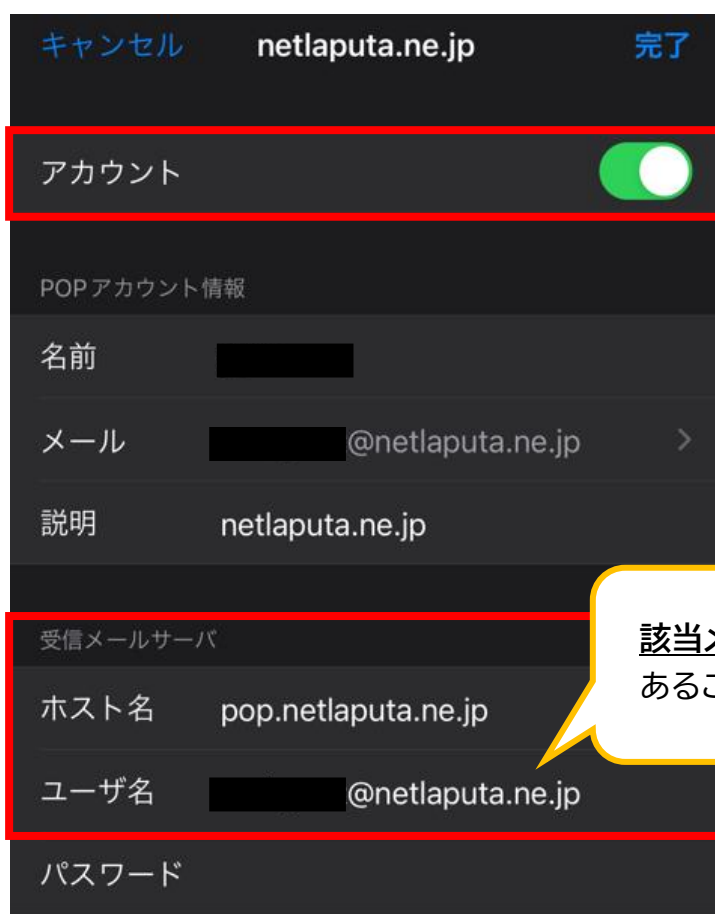 キャンセル netlaputa.ne.jp 完了
アカウント
POPアカウント情報
名前
メール @netlaputa.ne.jp
説明 netlaputa.ne.jp
受信メールサーバ
ホスト名 pop.netlaputa.ne.jp
ユーザ名 @netlaputa.ne.jp
パスワード
該当
ある